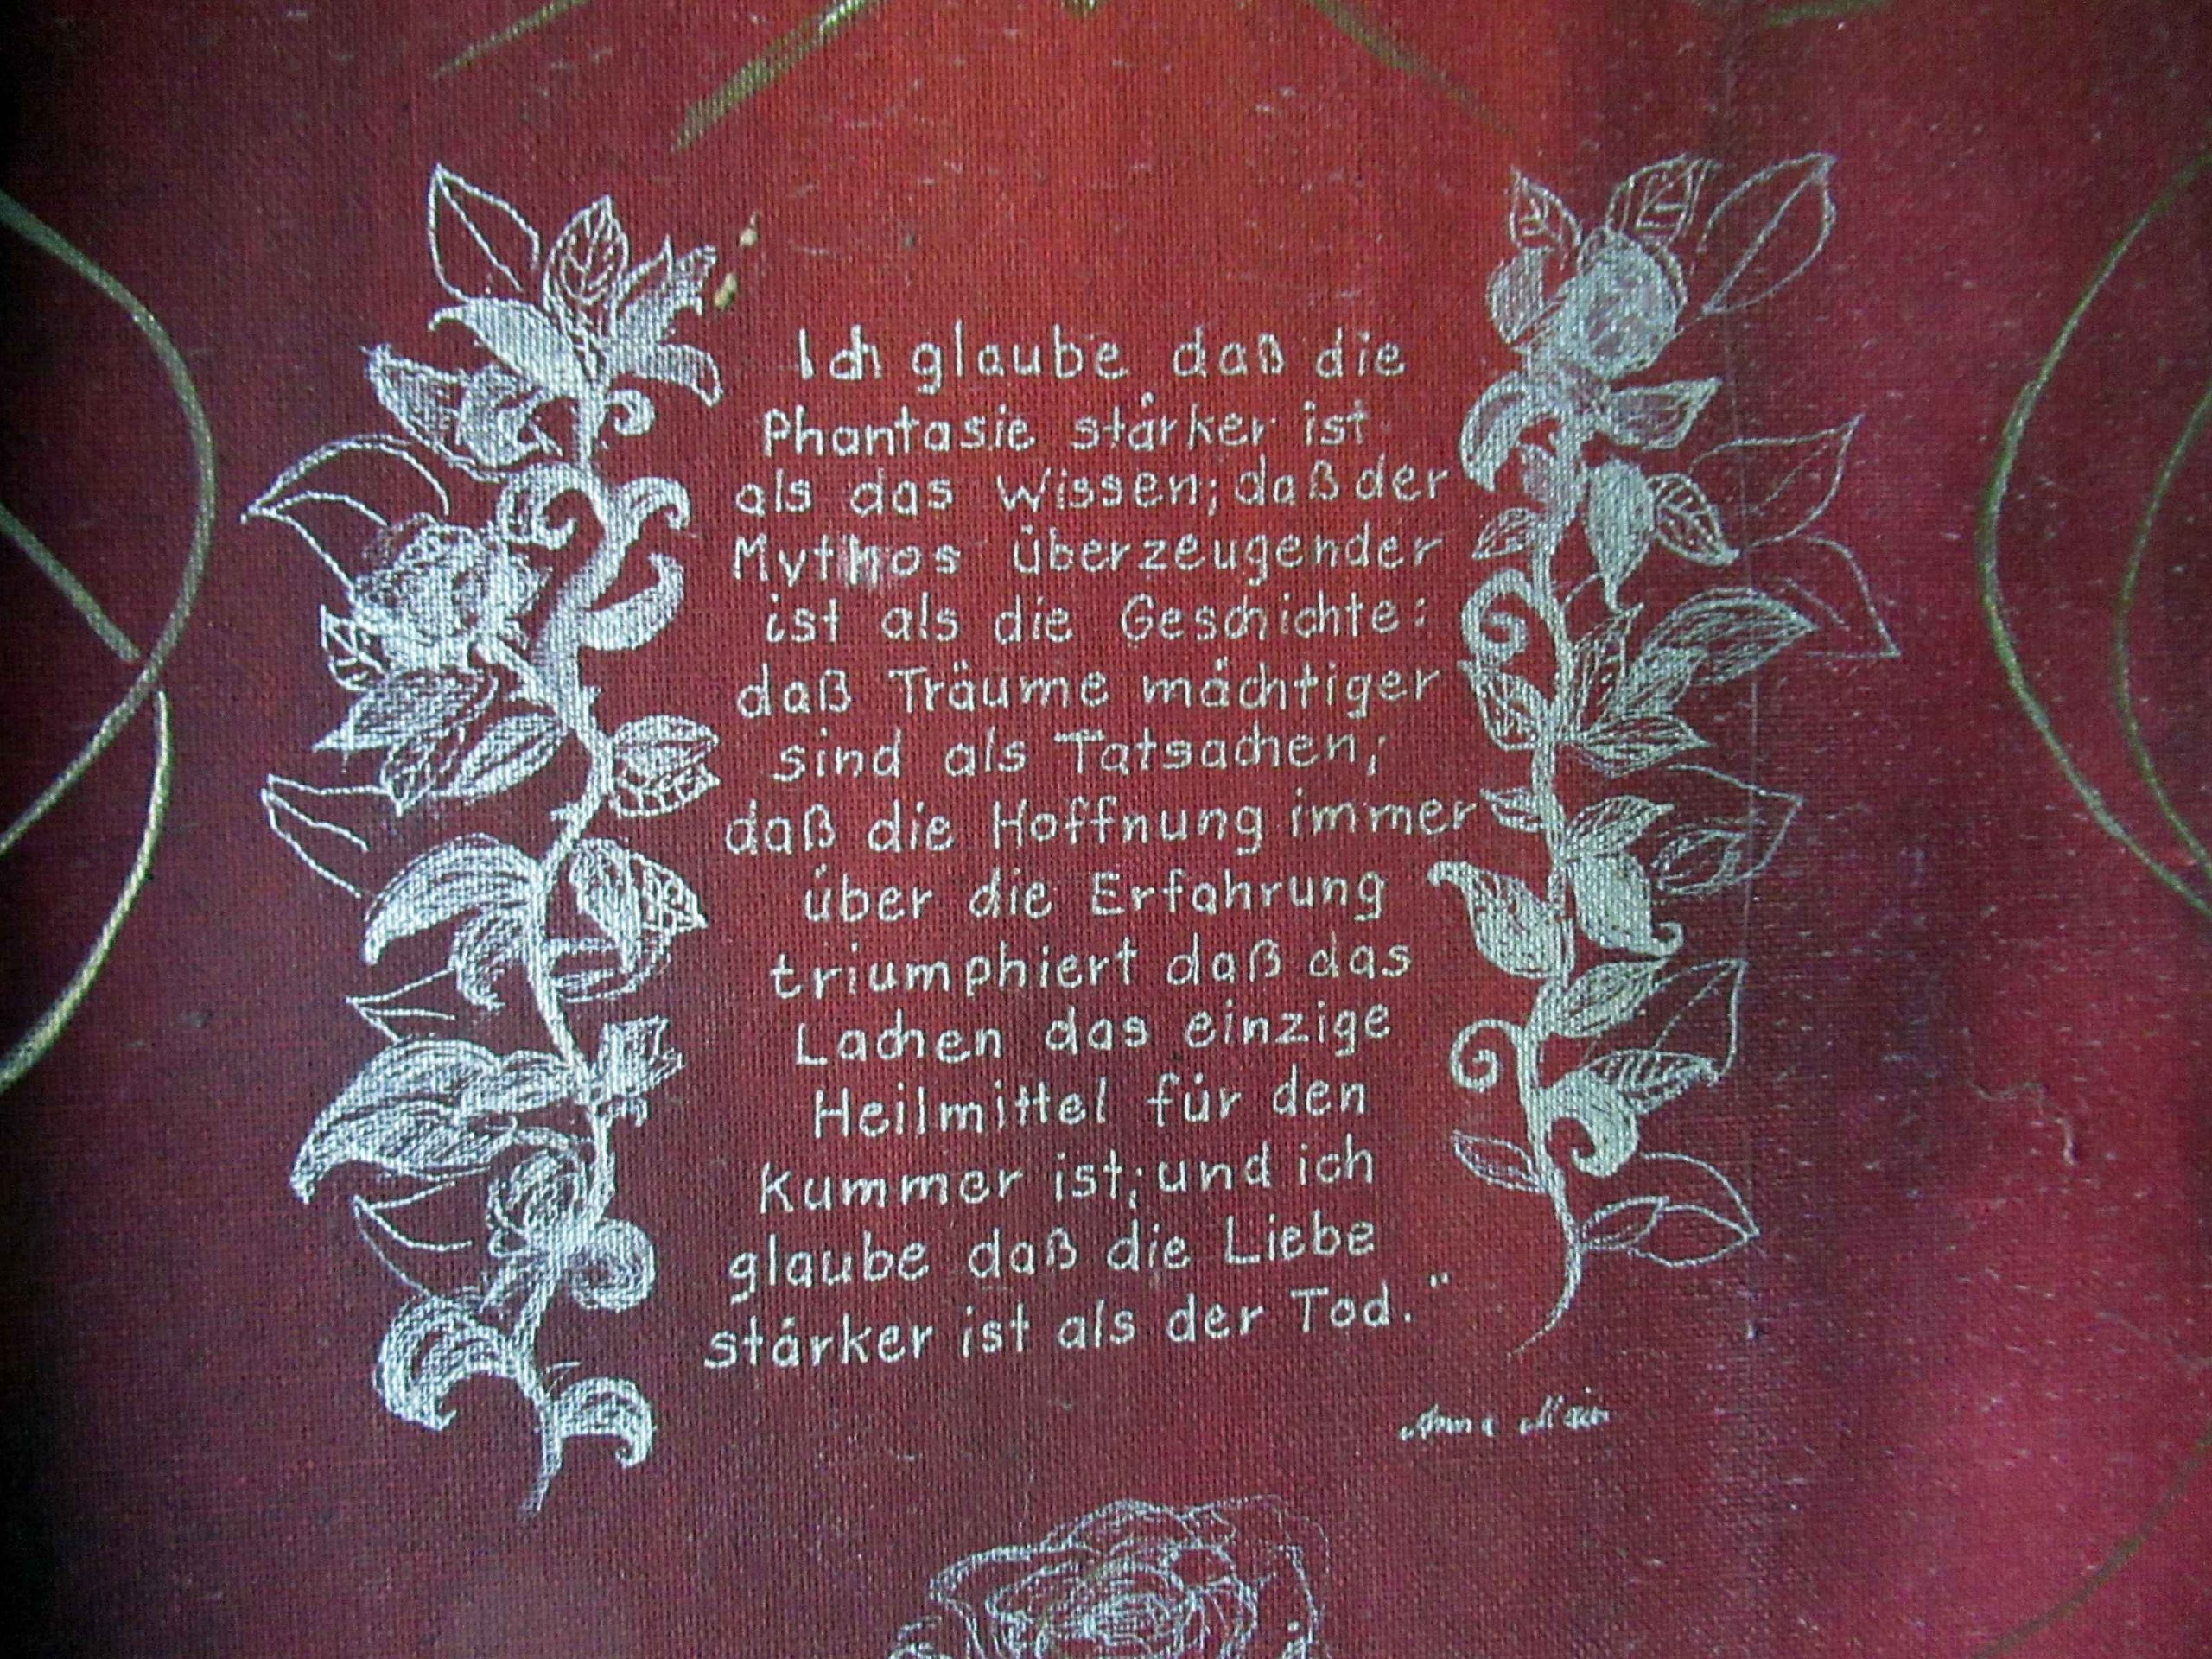 Ich glaube daß die
Phantasie stärker ist
als das Wissen; daß der
Mythos überzeugender
ist als die Geschichte:
daß Träume mächtiger
sind als Tatsachen;
daß die Hoffnung immer
über die Erfahrung
triumphiert daß das
Lachen das einzige
Heilmittel für den
Kummer ist; und ich
glaube daß die Liebe
stärker ist als der Tod."
Anna